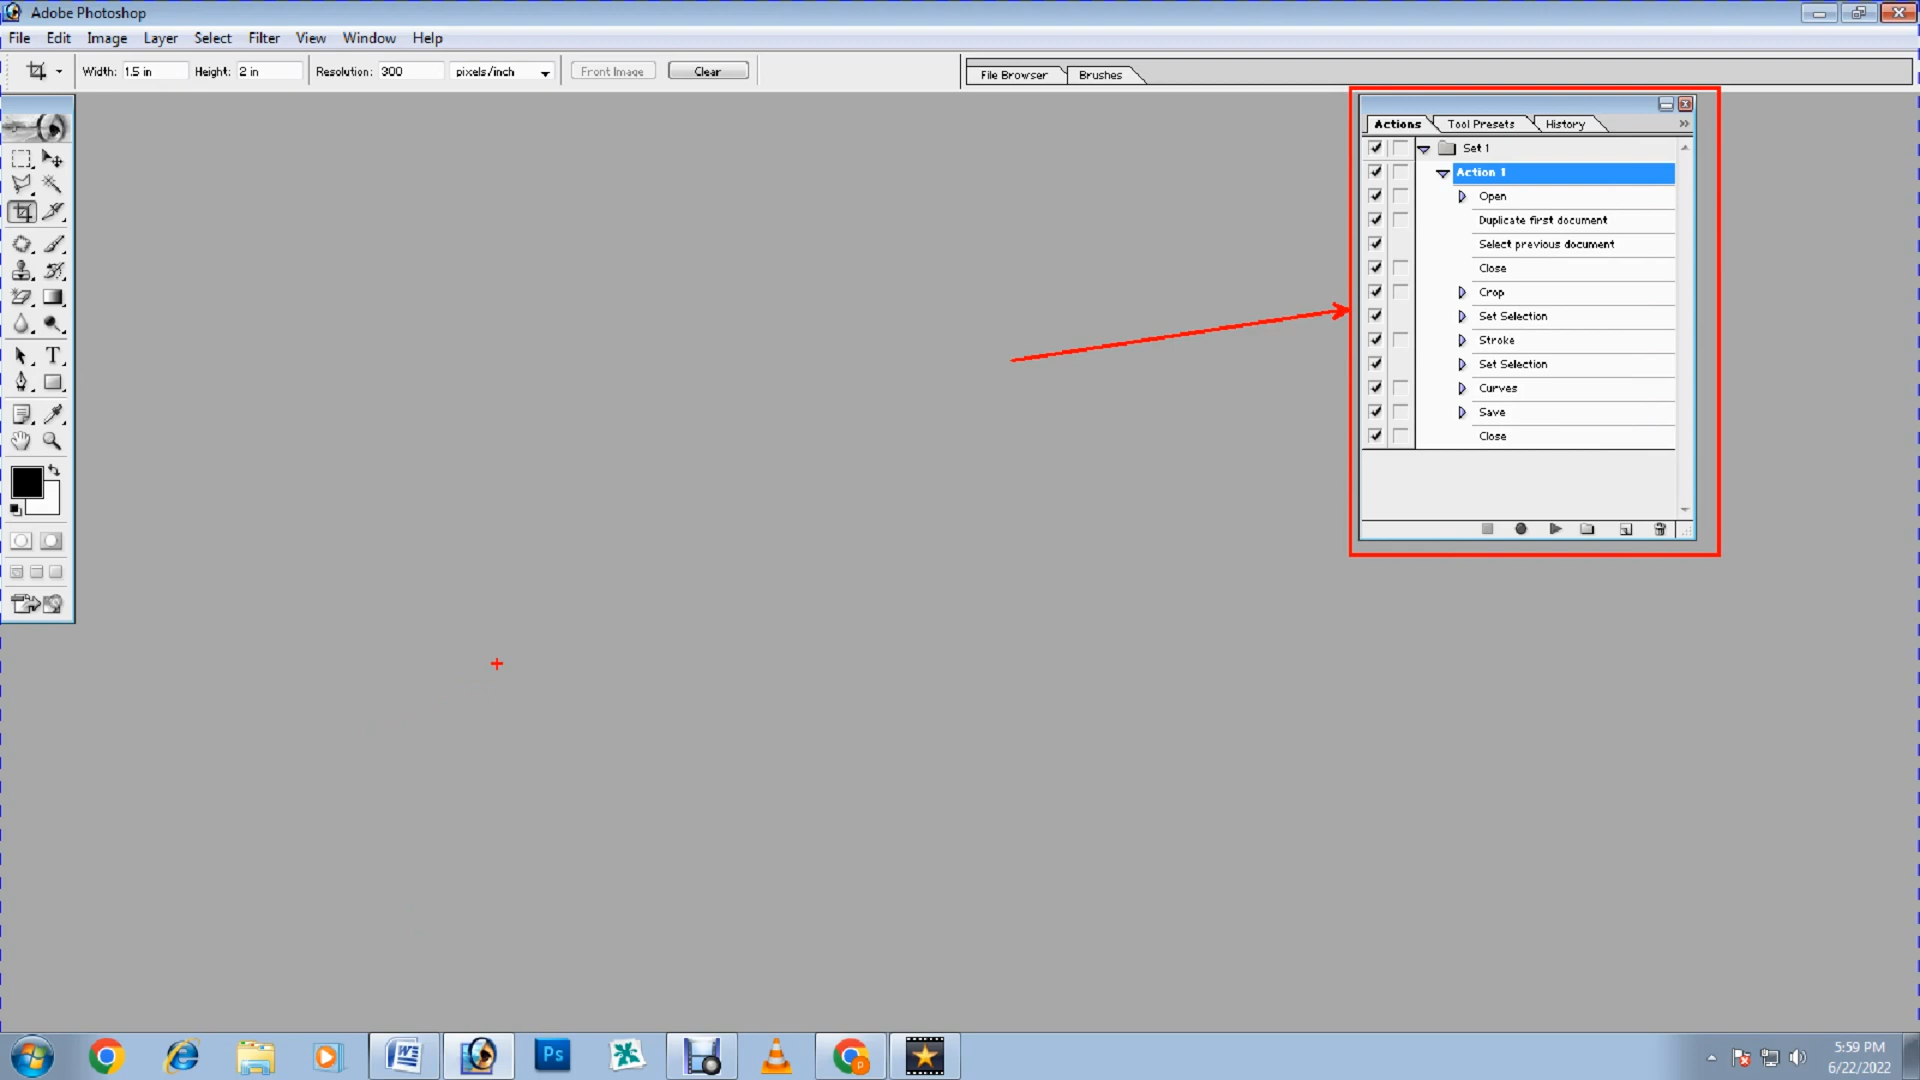 Adobe Photoshop
File Edit Image Layer Select Filter View Window Help
Width: 1.5 in Height: 2 in Resolution: 300 pixels/inch Front Image Clear File Browser Brushes
Actions Tool Presets History
Set 1
Action 1
Open
Duplicate first document
Select previous document
Close
Crop
Set Selection
Stroke
Set Selection
Curves
Save
Close
T
Ps
5:59 PM
6/22/2022